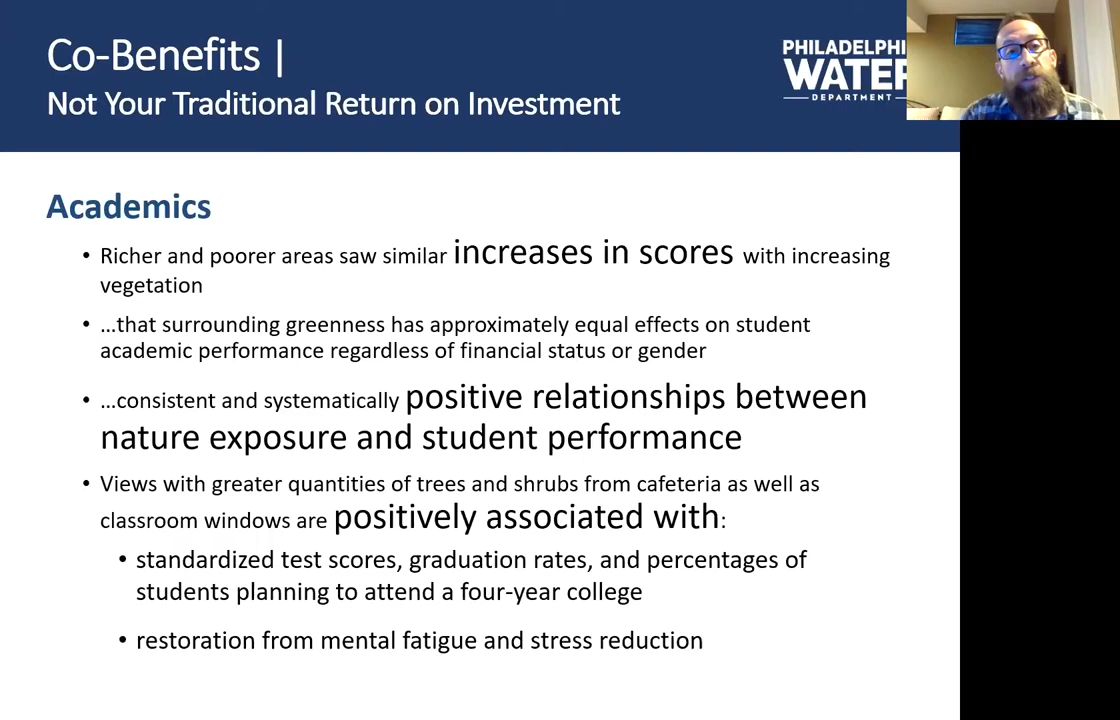 Co-Benefits |
Not Your Traditional Return on Investment
PHILADELPHI
WATER
DEPARTMENT
Academics
• Richer and poorer areas saw similar increases in scores with increasing
vegetation
• …that surrounding greenness has approximately equal effects on student
academic performance regardless of financial status or gender
• …consistent and systematically positive relationships between
nature exposure and student performance
• Views with greater quantities of trees and shrubs from cafeteria as well as
classroom windows are positively associated with:
• standardized test scores, graduation rates, and percentages of
students planning to attend a four-year college
• restoration from mental fatigue and stress reduction